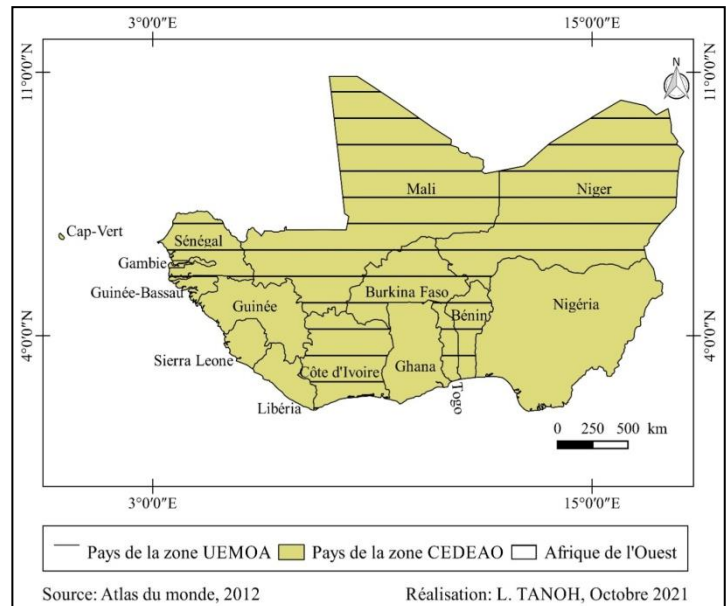 3°0'0"N 15°0'0"N
11°0'0"N 11°0'0"N
N
Mali Niger
Cap-Vert
Sénégal
Gambie
Guinée-Bassau
Guinée
Burkina Faso
Bénin
Nigéria
4°0'0"N 4°0'0"N
Sierra Leone
Côte d'Ivoire
Ghana
Togo
Libéria
0 250 500 km
3°0'0"N 15°0'0"N
Pays de la zone UEMOA Pays de la zone CEDEAO Afrique de l'Ouest
Source: Atlas du monde, 2012 Réalisation: L. TANOH, Octobre 2021